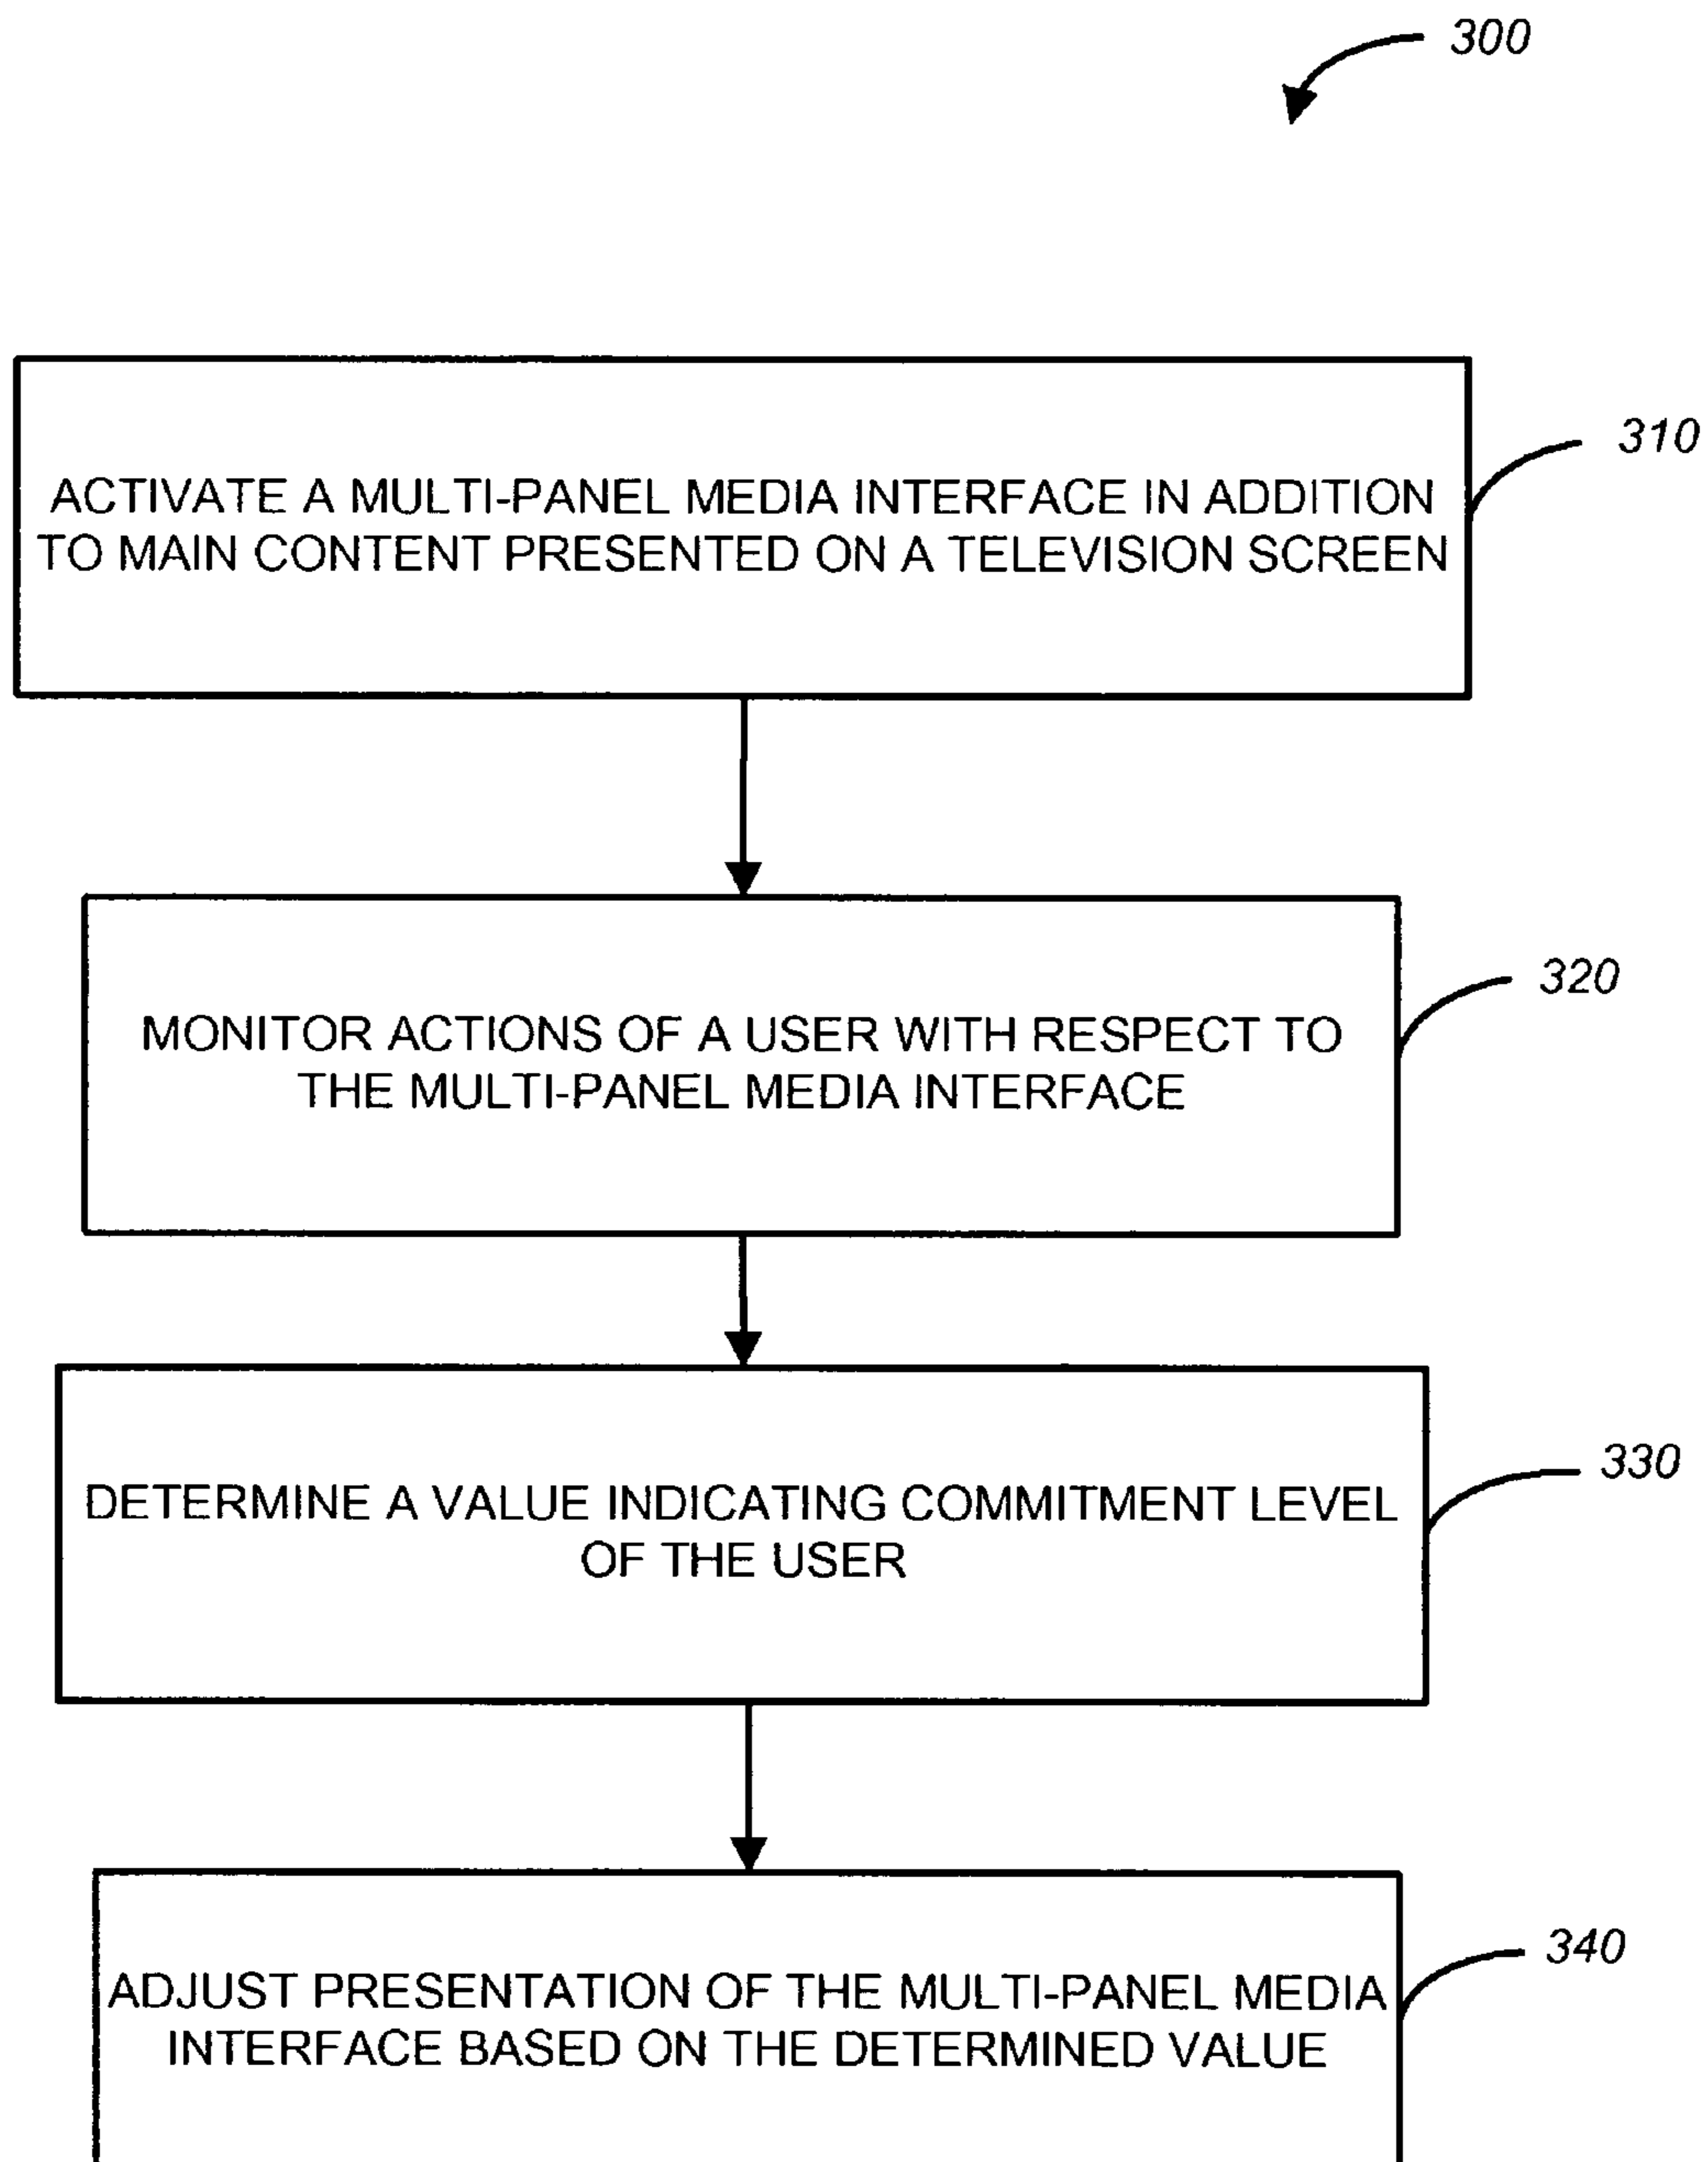 300
310
ACTIVATE A MULTI-PANEL MEDIA INTERFACE IN ADDITION
TO MAIN CONTENT PRESENTED ON A TELEVISION SCREEN
320
MONITOR ACTIONS OF A USER WITH RESPECT TO
THE MULTI-PANEL MEDIA INTERFACE
330
DETERMINE A VALUE INDICATING COMMITMENT LEVEL
OF THE USER
340
ADJUST PRESENTATION OF THE MULTI-PANEL MEDIA
INTERFACE BASED ON THE DETERMINED VALUE